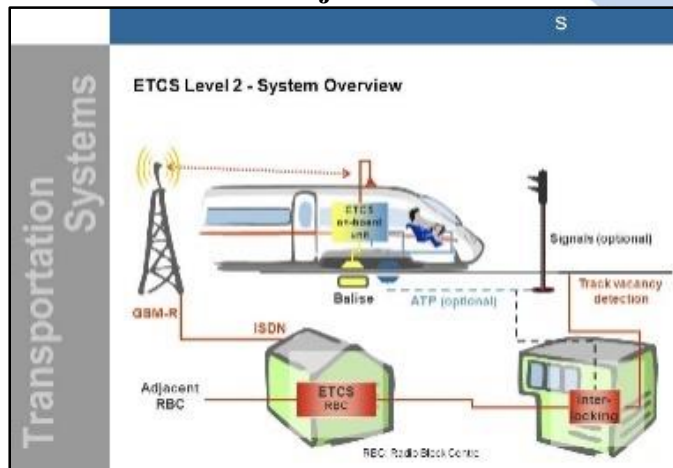 S
Transportation
Systems
ETCS Level 2 - System Overview
ETCS
on-board
unit
Signals (optional)
Balise
ATP (optional)
Track vacancy
detection
GSM-R
ISDN
Adjacent
RBC
ETCS
RBC
Inter-
locking
RBC: Radio Block Centre